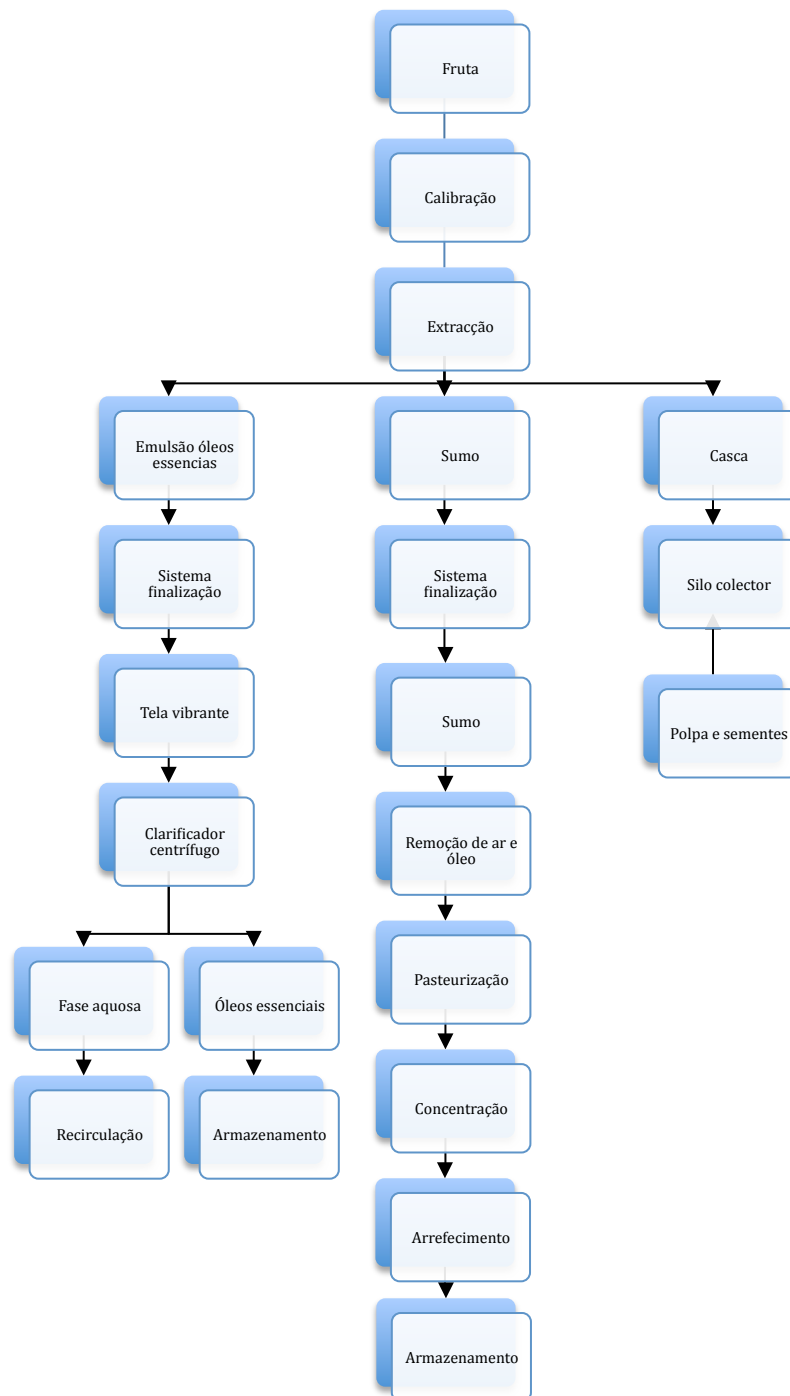 Fruta
Calibração
Extracção
Emulsão óleos
essencias
Sumo
Casca
Sistema
finalização
Sistema
finalização
Silo colector
Tela vibrante
Sumo
Polpa e sementes
Clarificador
centrífugo
Remoção de ar e
óleo
Fase aquosa
Óleos essenciais
Pasteurização
Recirculação
Armazenamento
Concentração
Arrefecimento
Armazenamento